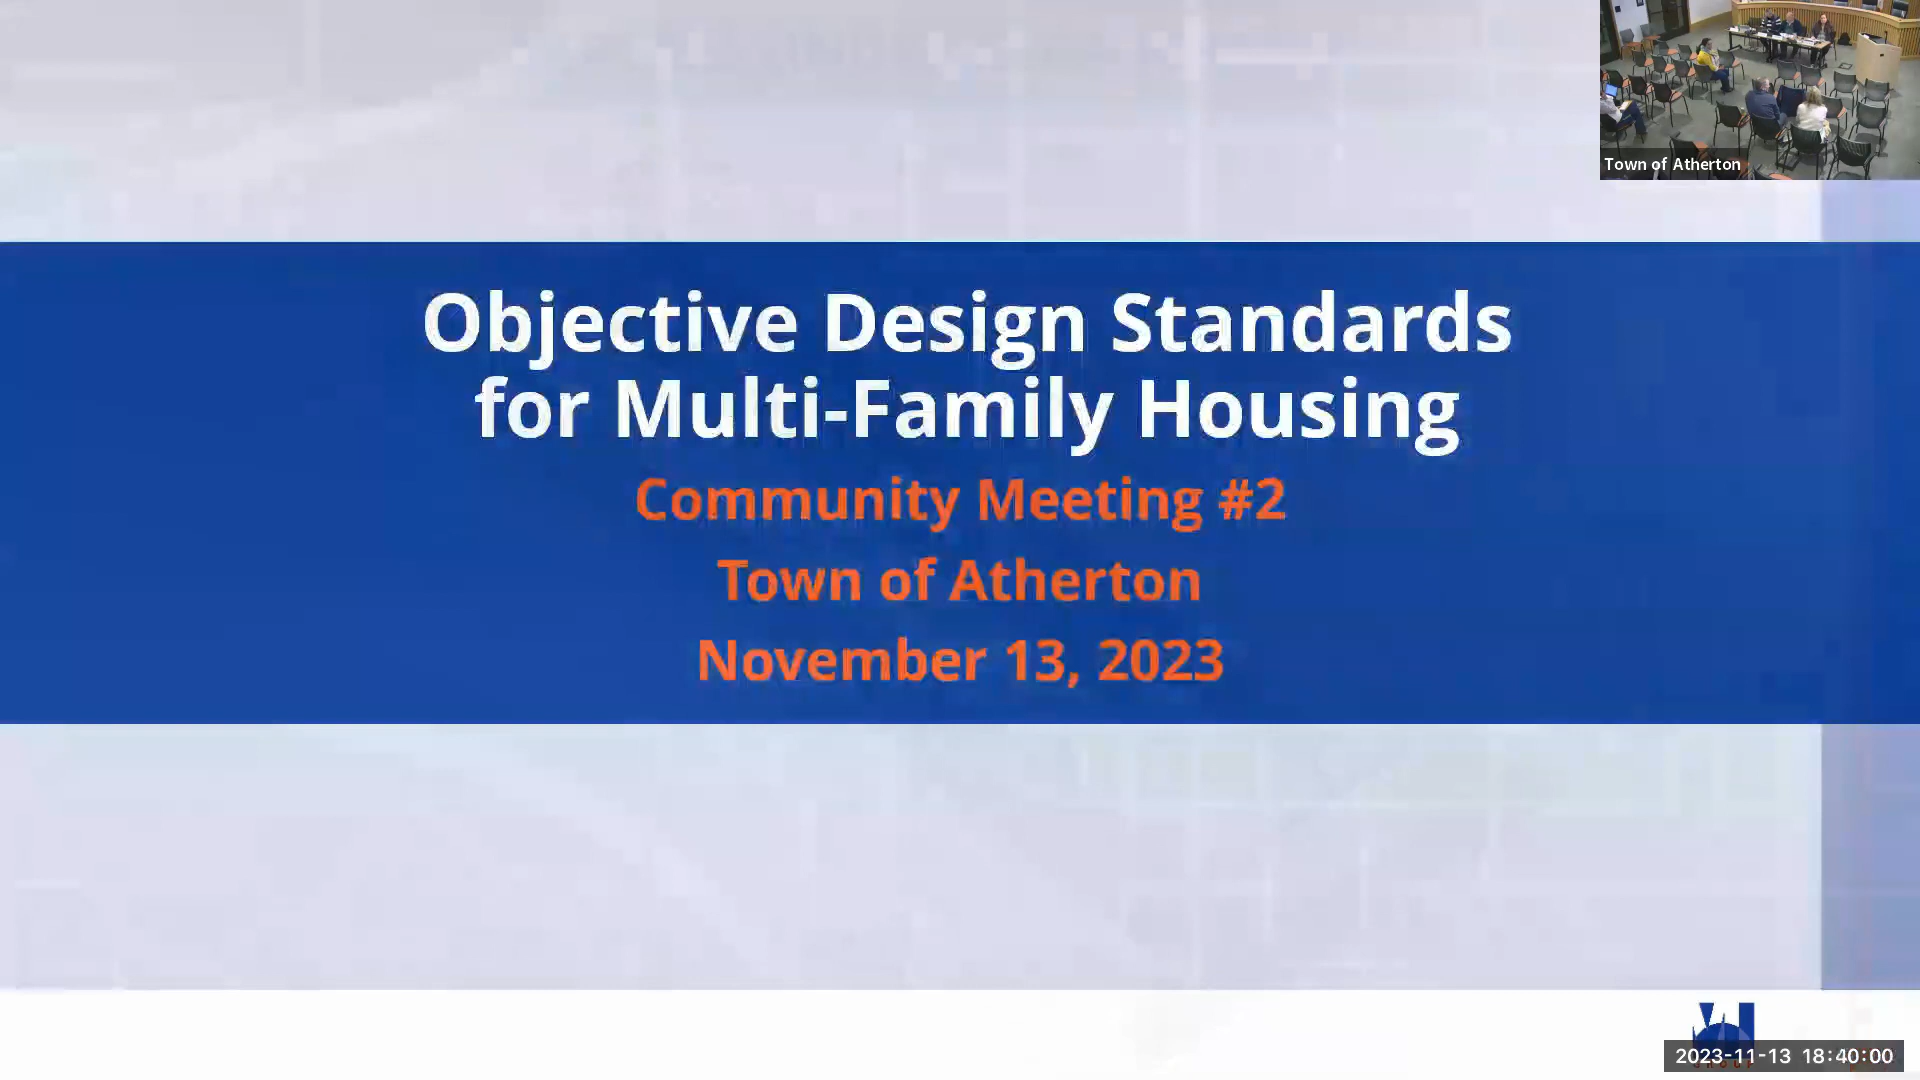 Town of Atherton
Objective Design Standards
for Multi-Family Housing
Community Meeting #2
Town of Atherton
November 13, 2023
2023-11-13 18:40:00